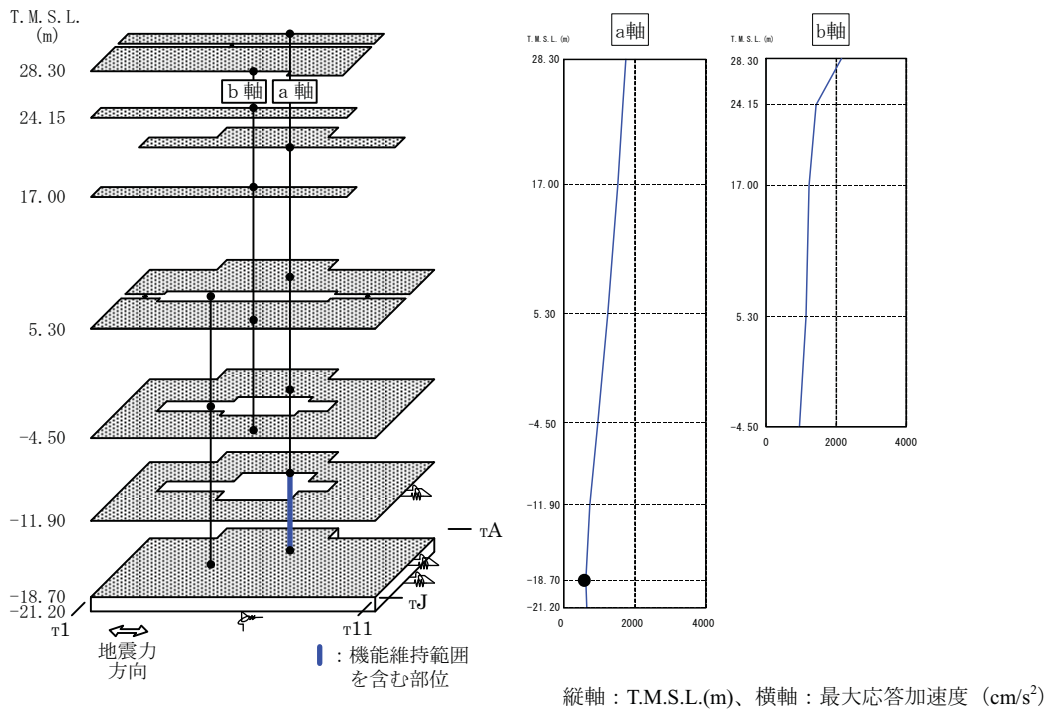 T.M.S.L.
(m)
28.30
24.15
17.00
5.30
-4.50
-11.90
-18.70
-21.20
b 軸
a 軸
TA
TJ
T1
T11
地震力
方向
：機能維持範囲
を含む部位
a軸
T.M.S.L.(m)
28.30
17.00
5.30
-4.50
-11.90
-18.70
-21.20
0 2000 4000
b軸
T.M.S.L.(m)
28.30
24.15
17.00
5.30
-4.50
0 2000 4000
縦軸：T.M.S.L.(m)、横軸：最大応答加速度（cm/s²）